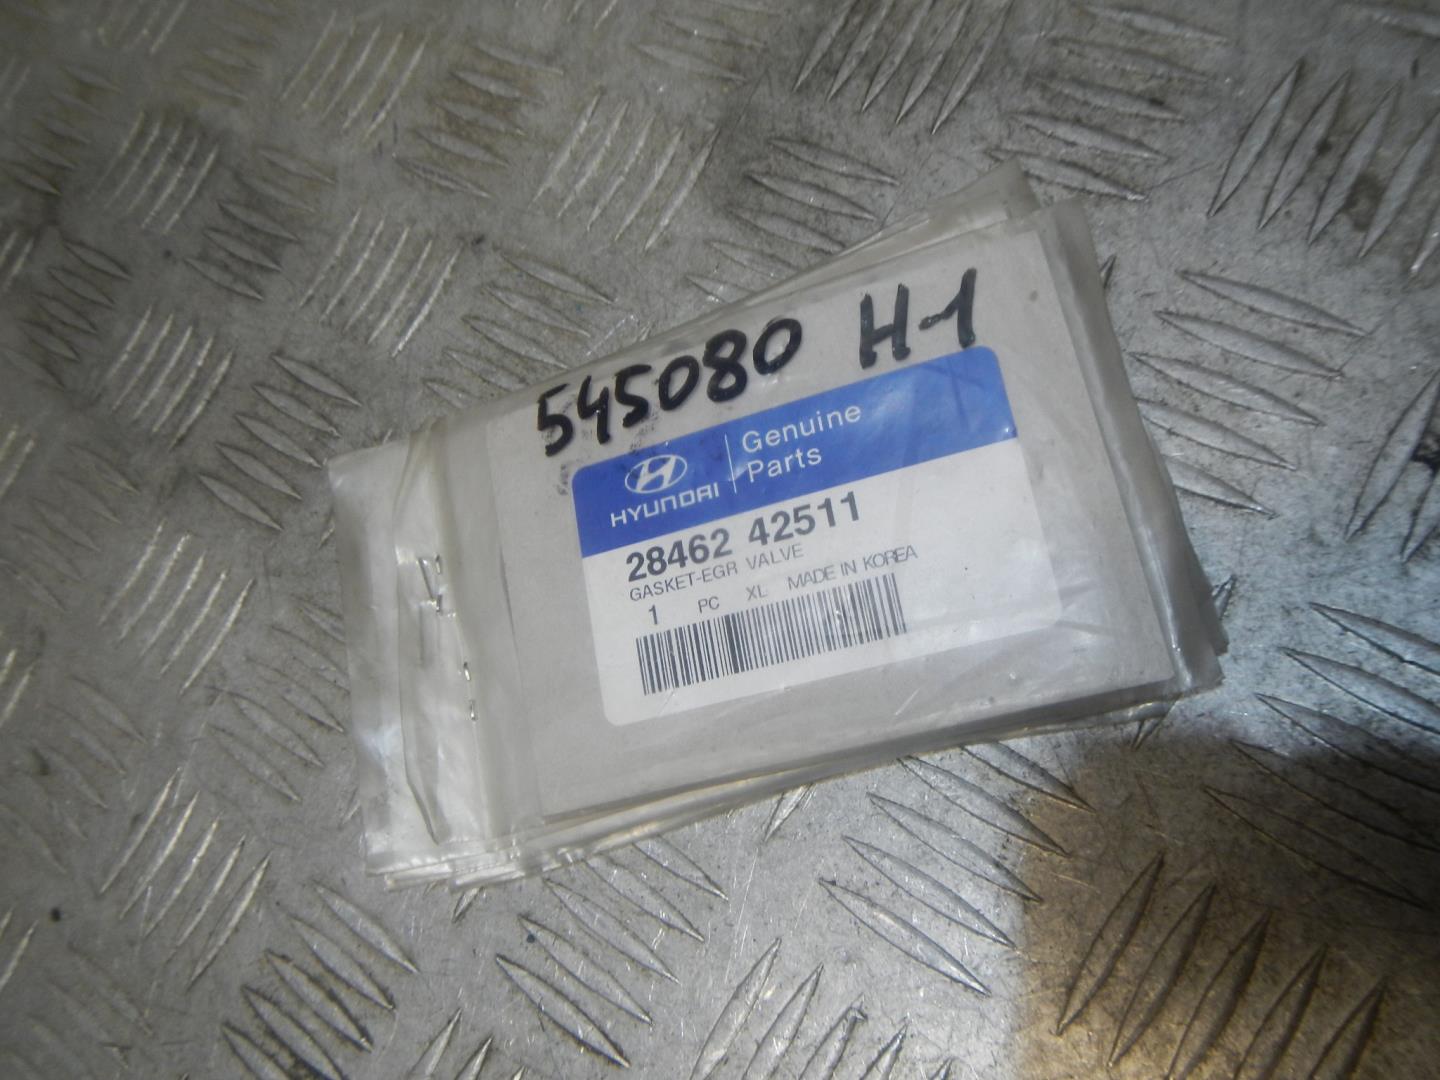 545080 H-1
HYUNDAI
Genuine
Parts
28462 42511
GASKET-EGR VALVE
1 PC XL MADE IN KOREA